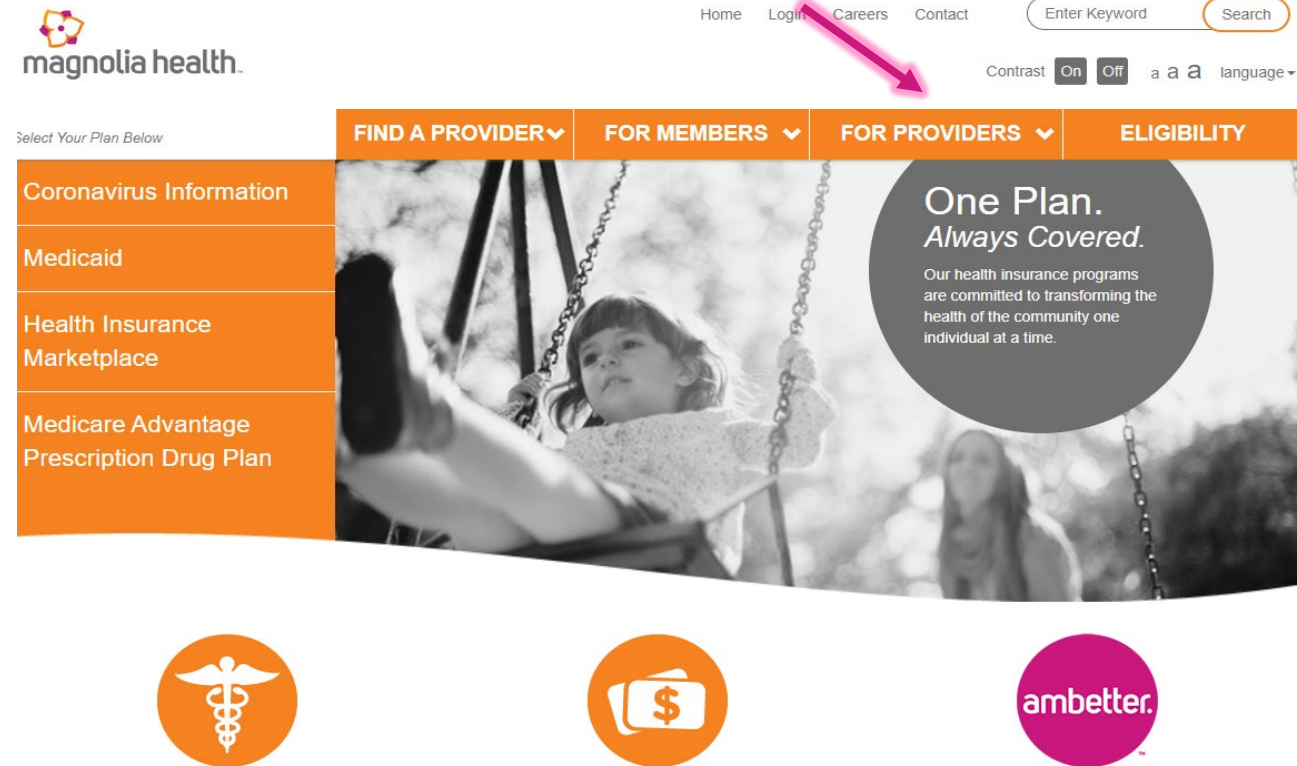 Home Login Careers Contact Enter Keyword Search
magnolia health
Contrast On Off a a a language
Select Your Plan Below
FIND A PROVIDER FOR MEMBERS FOR PROVIDERS ELIGIBILITY
Coronavirus Information
Medicaid
Health Insurance
Marketplace
Medicare Advantage
Prescription Drug Plan
One Plan.
Always Covered.
Our health insurance programs
are committed to transforming the
health of the community one
individual at a time.
$
ambetter.